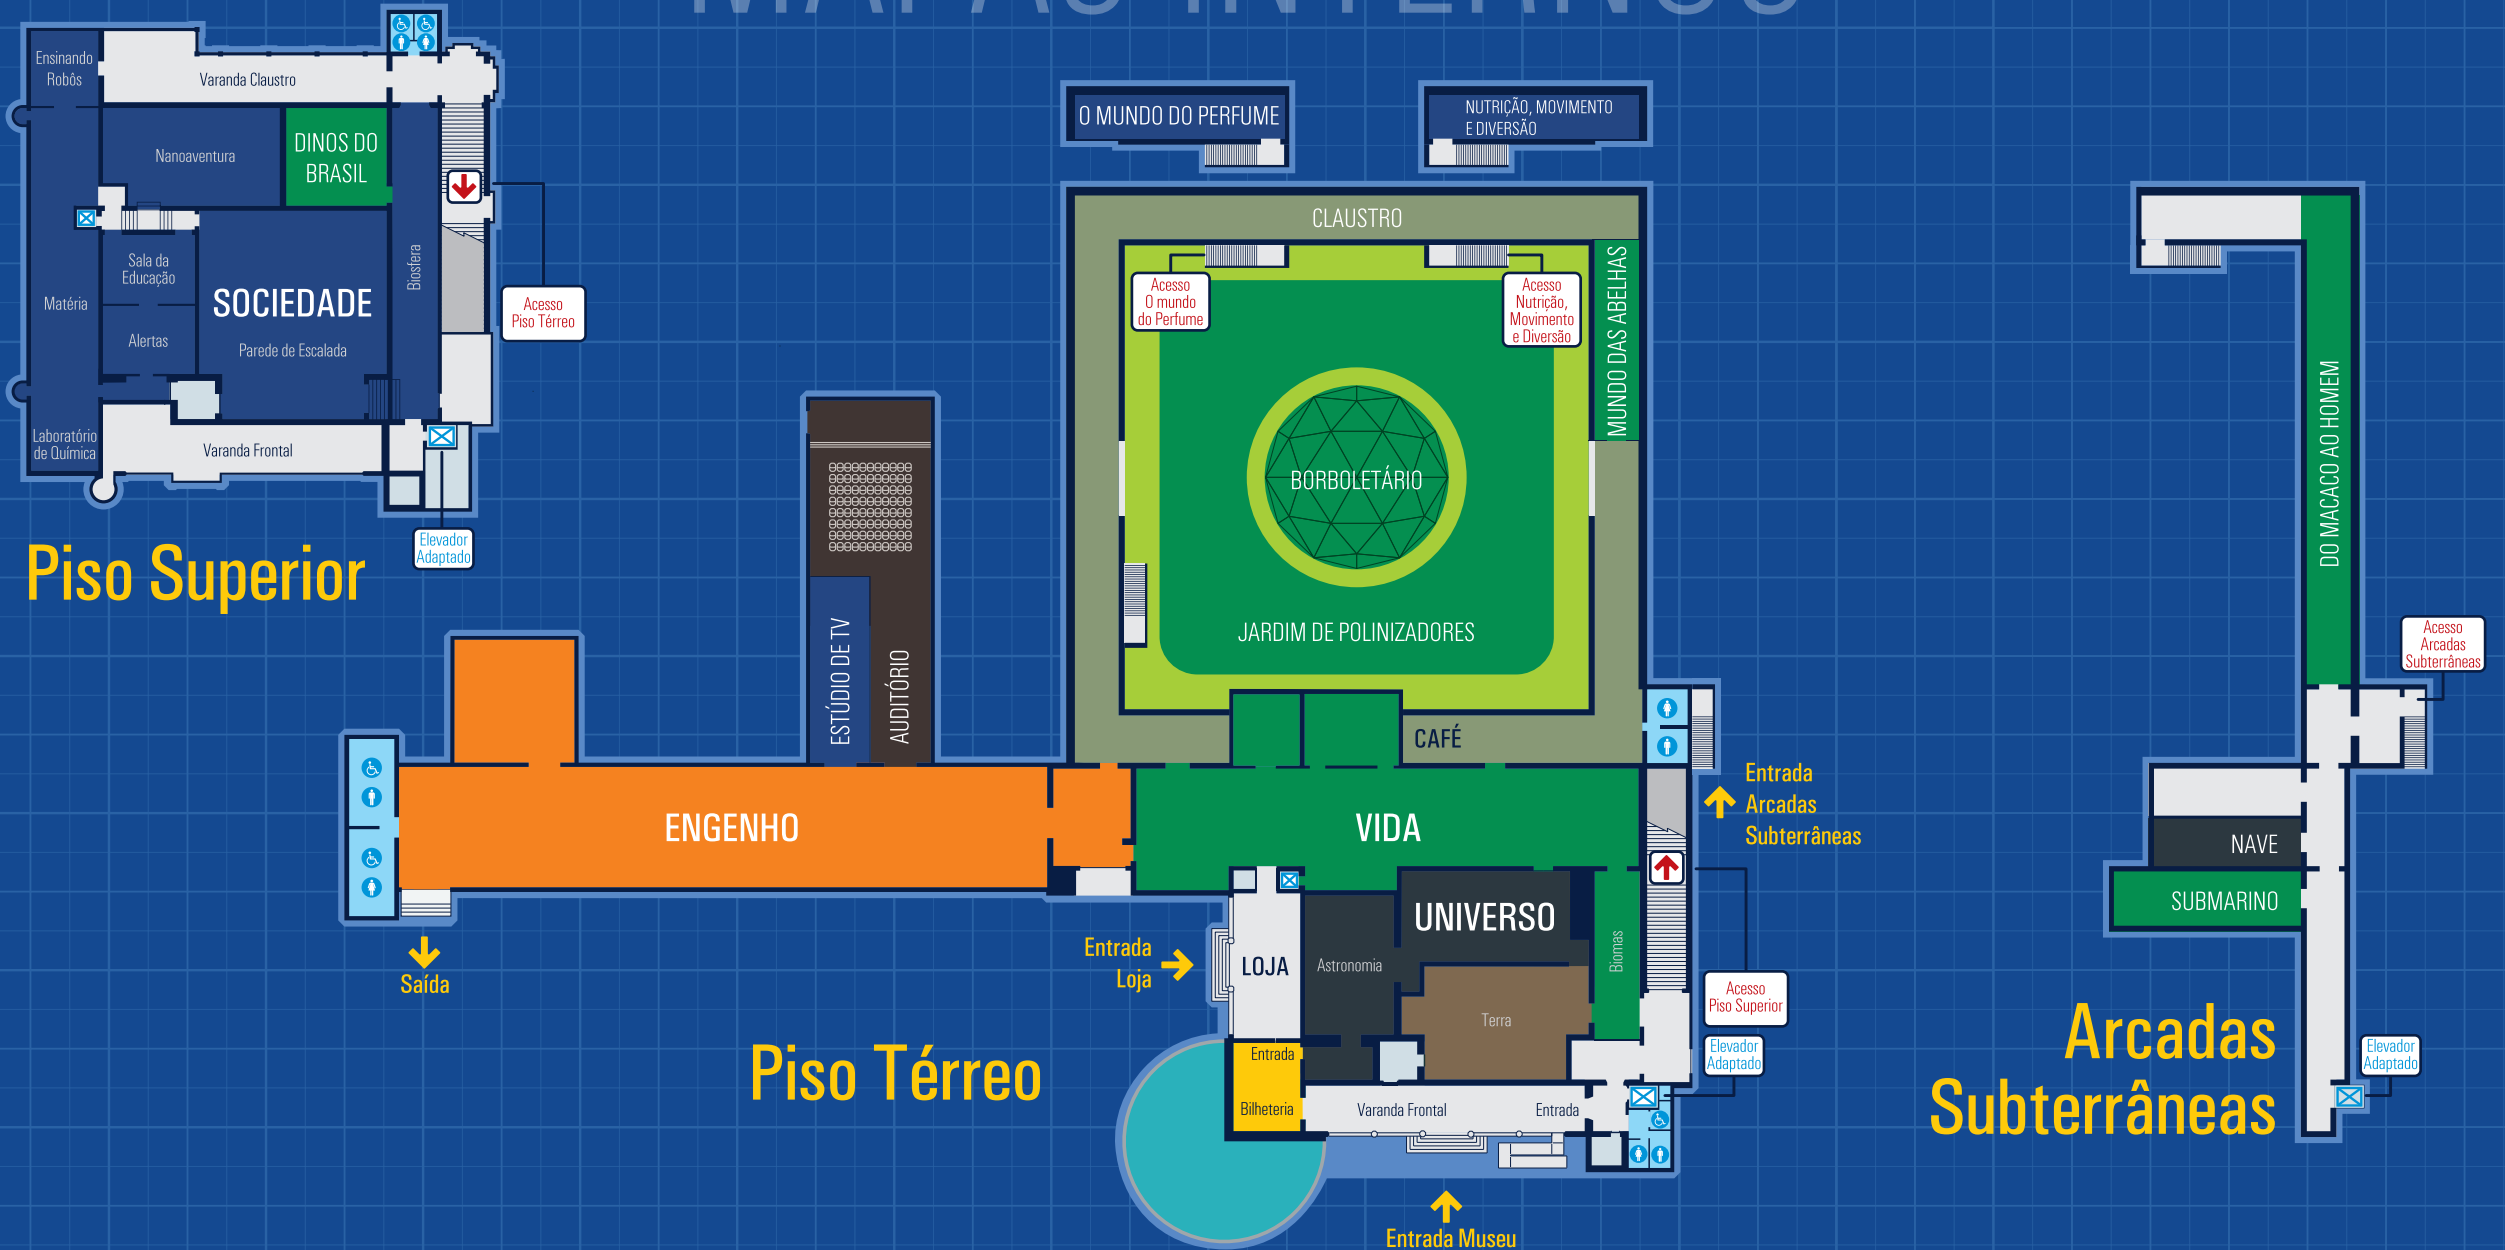 MAPAS INTERNOS
Ensinando
Robôs
Varanda Claustro
Nanoaventura
DINOS DO
BRASIL
Sala da
Educação
Matéria
Alertas
SOCIEDADE
Parede de Escalada
Biosfera
Laboratório
de Química
Varanda Frontal
Acesso
Piso Térreo
Elevador
Adaptado
Piso Superior
O MUNDO DO PERFUME
NUTRIÇÃO, MOVIMENTO
E DIVERSÃO
CLAUSTRO
Acesso
O mundo
do Perfume
Acesso
Nutrição,
Movimento
e Diversão
MUNDO DAS ABELHAS
BORBOLETÁRIO
JARDIM DE POLINIZADORES
CAFÉ
ESTÚDIO DE TV
AUDITÓRIO
ENGENHO
VIDA
Entrada
Arcadas
Subterrâneas
Saída
Entrada
Loja
LOJA
UNIVERSO
Astronomia
Biomas
Terra
Acesso
Piso Superior
Elevador
Adaptado
Entrada
Bilheteria
Varanda Frontal
Entrada
Piso Térreo
Entrada Museu
DO MACACO AO HOMEM
Acesso
Arcadas
Subterrâneas
NAVE
SUBMARINO
Elevador
Adaptado
Arcadas
Subterrâneas